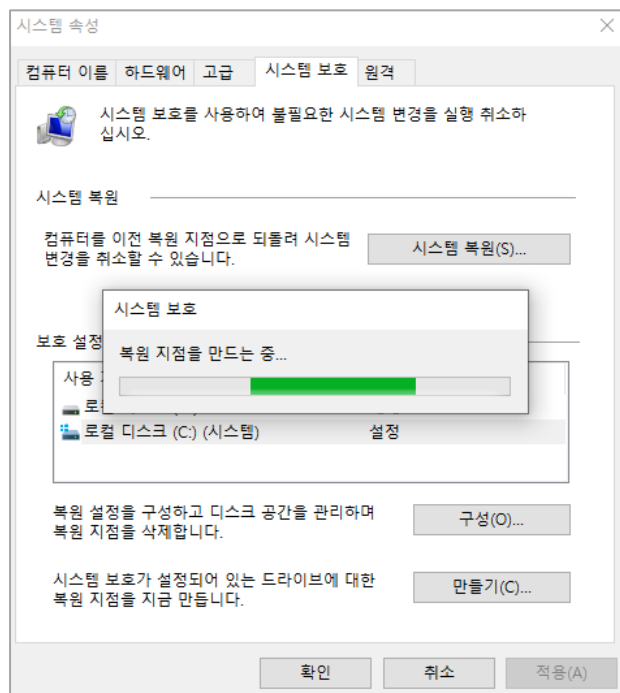 시스템 속성
컴퓨터 이름 하드웨어 고급 시스템 보호 원격
시스템 보호를 사용하여 불필요한 시스템 변경을 실행 취소하
십시오.
시스템 복원
컴퓨터를 이전 복원 지점으로 되돌려 시스템
변경을 취소할 수 있습니다.
시스템 복원(S)...
시스템 보호
복원 지점을 만드는 중...
보호 설정
사용
로컬 디스크 (C:) (시스템) 설정
복원 설정을 구성하고 디스크 공간을 관리하며
복원 지점을 삭제합니다.
구성(O)...
시스템 보호가 설정되어 있는 드라이브에 대한
복원 지점을 지금 만듭니다.
만들기(C)...
확인 취소 적용(A)